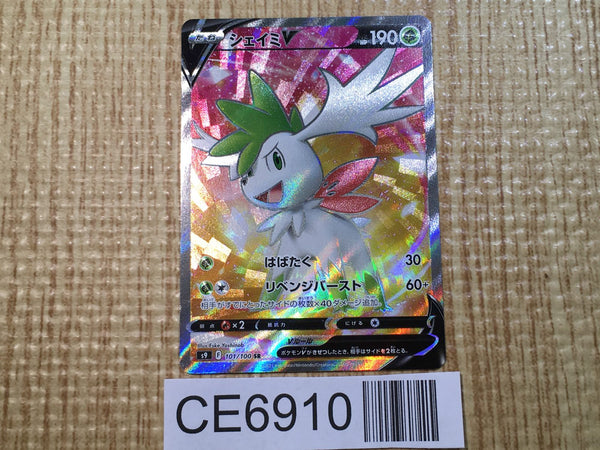 たね シェイミV HP 190
はばたく 30
リベンジバースト 60+
相手がすでにとったサイドの枚数×40ダメージ追加。
弱点 ×2 抵抗力 にげる
Vルール
ポケモンVがきぜつしたとき、相手はサイドを2枚とる。
s9 F 101/100 SR
CE6910